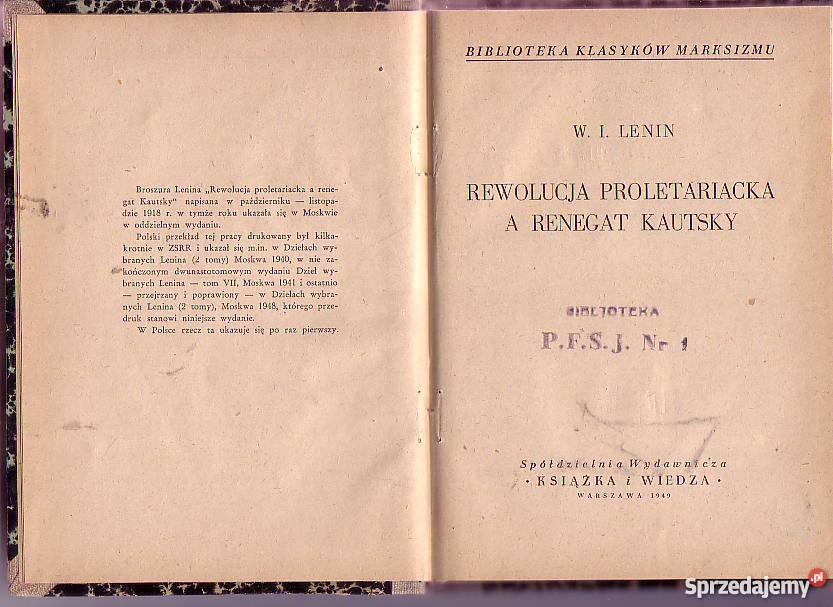 Broszura Lenina „Rewolucja proletariacka a rene-
gat Kautsky“ napisana w październiku — listopa-
dzie 1918 r. w tymże roku ukazała się w Moskwie
w oddzielnym wydaniu.
Polski przekład tej pracy drukowany był kilka-
krotnie w ZSRR i ukazał się m.in. w Dziełach wy-
branych Lenina (2 tomy) Moskwa 1940, w nie za-
kończonym dwunastotomowym wydaniu Dzieł wy-
branych Lenina — tom VII, Moskwa 1941 i ostatnio
— przejrzany i poprawiony — w Dziełach wybra-
nych Lenina (2 tomy), Moskwa 1948, którego prze-
druk stanowi niniejsze wydanie.
W Polsce rzecz ta ukazuje się po raz pierwszy.
BIBLIOTEKA KLASYKÓW MARKSIZMU
W. I. LENIN
REWOLUCJA PROLETARIACKA
A RENEGAT KAUTSKY
BIBLIOTEKA
P.F.S.J. Nr 1
Spółdzielnia Wydawnicza
• KSIĄŻKA i WIEDZA •
WARSZAWA 1949
Sprzedajemy.pl